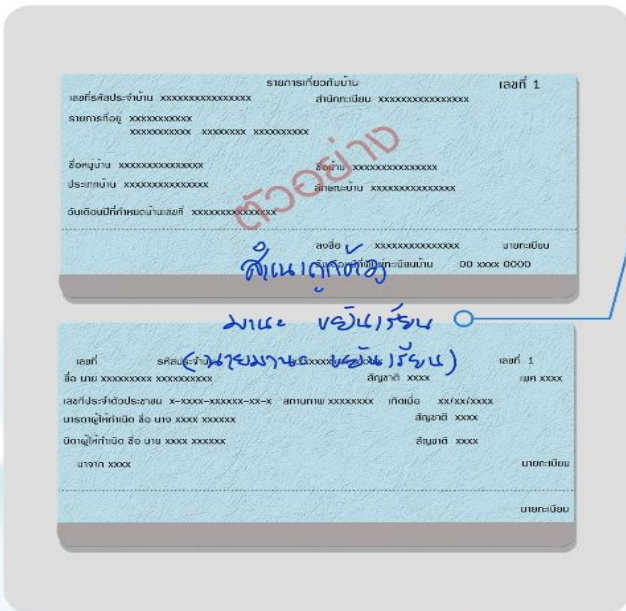 รายการเกี่ยวกับบ้าน เลขที่ 1
เลขที่รหัสประจำบ้าน xxxxxxxxxxxxxxxx สำนักทะเบียน xxxxxxxxxxxxxxxx
รายการที่อยู่ xxxxxxxxxxx
xxxxxxxxxxx xxxxxxxx xxxxxxxxxx
ตัวอย่าง
ชื่อหมู่บ้าน xxxxxxxxxxxxxxx ชื่อบ้าน xxxxxxxxxxxxxxx
ประเภทบ้าน xxxxxxxxxxxxxxx ลักษณะบ้าน xxxxxxxxxxxxxxx
วันเดือนปีที่กำหนดบ้านเลขที่ xxxxxxxxxxxxxxx
ลงชื่อ xxxxxxxxxxxxxxx นายทะเบียน
ทะเบียนบ้าน 00 xxxx 0000
สำเนาถูกต้อง
มานะ ขยันเรียน
(นายมานะ ขยันเรียน)
เลขที่ เลขที่ 1
ชื่อ นาย xxxxxxxxx xxxxxxxxxx สัญชาติ xxxx เพศ xxxx
เลขที่ประจำตัวประชาชน x-xxxx-xxxxxx-xx-x สถานภาพ xxxxxxxx เกิดเมื่อ xx/xx/xxxx
มารดาผู้ให้กำเนิด ชื่อ นาง xxxx xxxxxx สัญชาติ xxxx
บิดาผู้ให้กำเนิด ชื่อ นาย xxxx xxxxxx สัญชาติ xxxx
มาจาก xxxx นายทะเบียน
นายทะเบียน